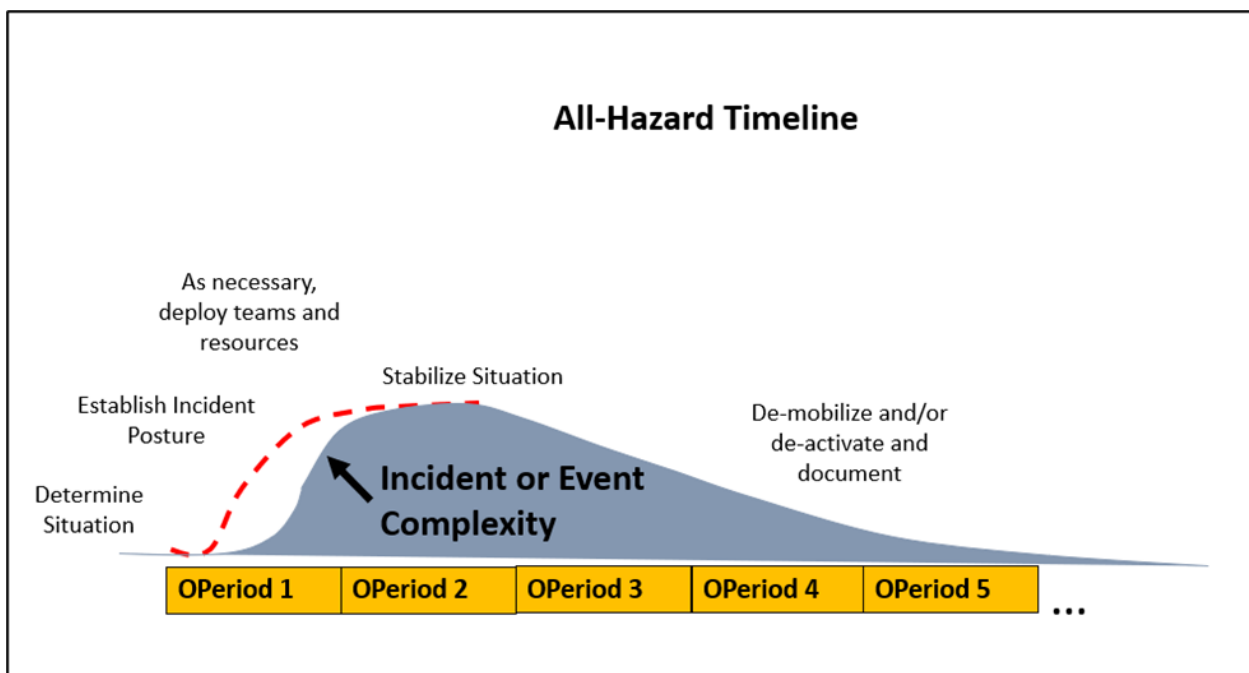 All-Hazard Timeline
As necessary,
deploy teams and
resources
Stabilize Situation
Establish Incident
Posture
De-mobilize and/or
de-activate and
document
Determine
Situation
Incident or Event
Complexity
OPeriod 1
OPeriod 2
OPeriod 3
OPeriod 4
OPeriod 5
...